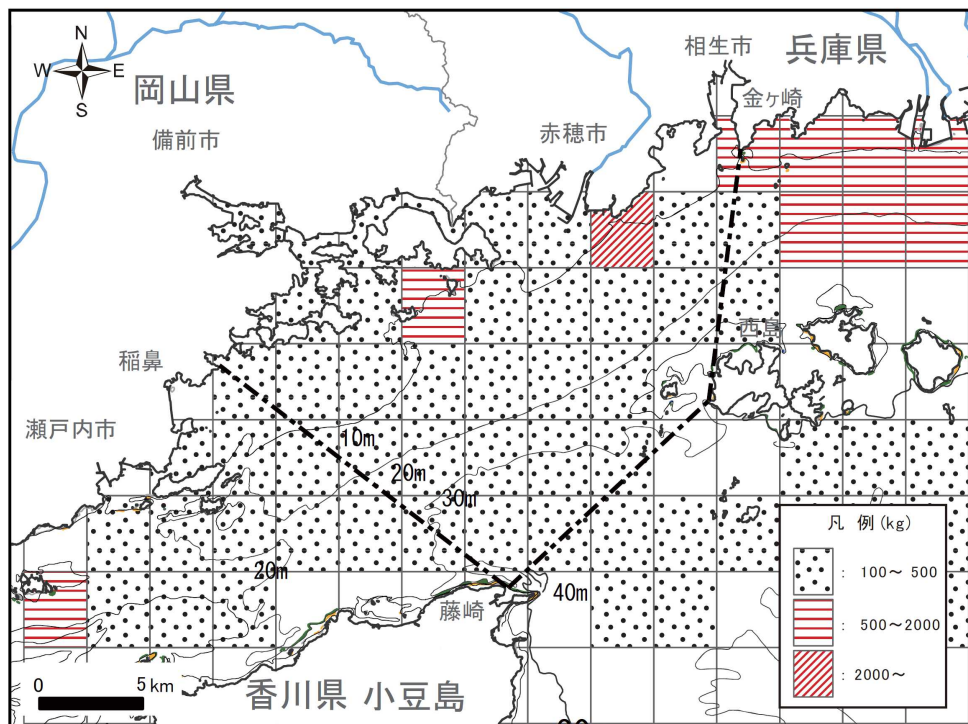 N
W E
S
岡山県
備前市
赤穂市
相生市
兵庫県
金ヶ崎
西島
稲鼻
瀬戸内市
10m
20m
30m
20m
40m
藤崎
香川県 小豆島
0 5km
凡 例(kg)
: 100～ 500
: 500～2000
: 2000～